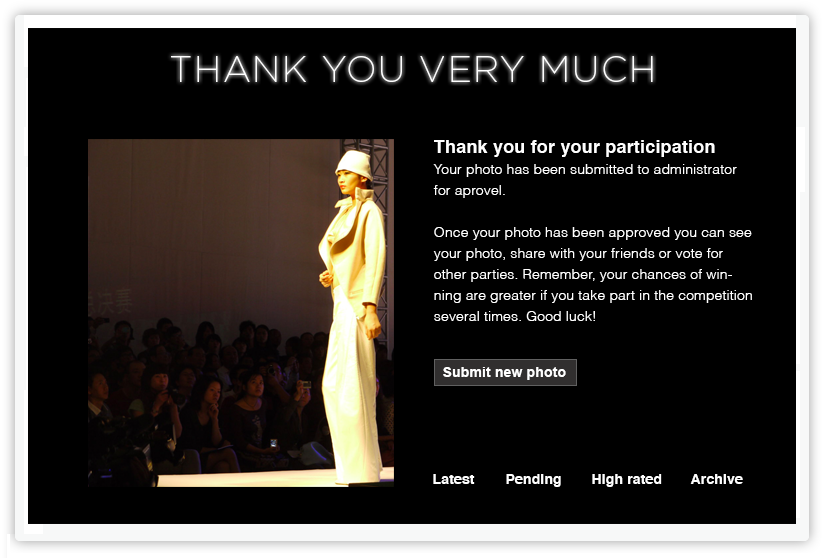 THANK YOU VERY MUCH
Thank you for your participation
Your photo has been submitted to administrator
for aprovel.
Once your photo has been approved you can see
your photo, share with your friends or vote for
other parties. Remember, your chances of win-
ning are greater if you take part in the competition
several times. Good luck!
Submit new photo
Latest Pending High rated Archive